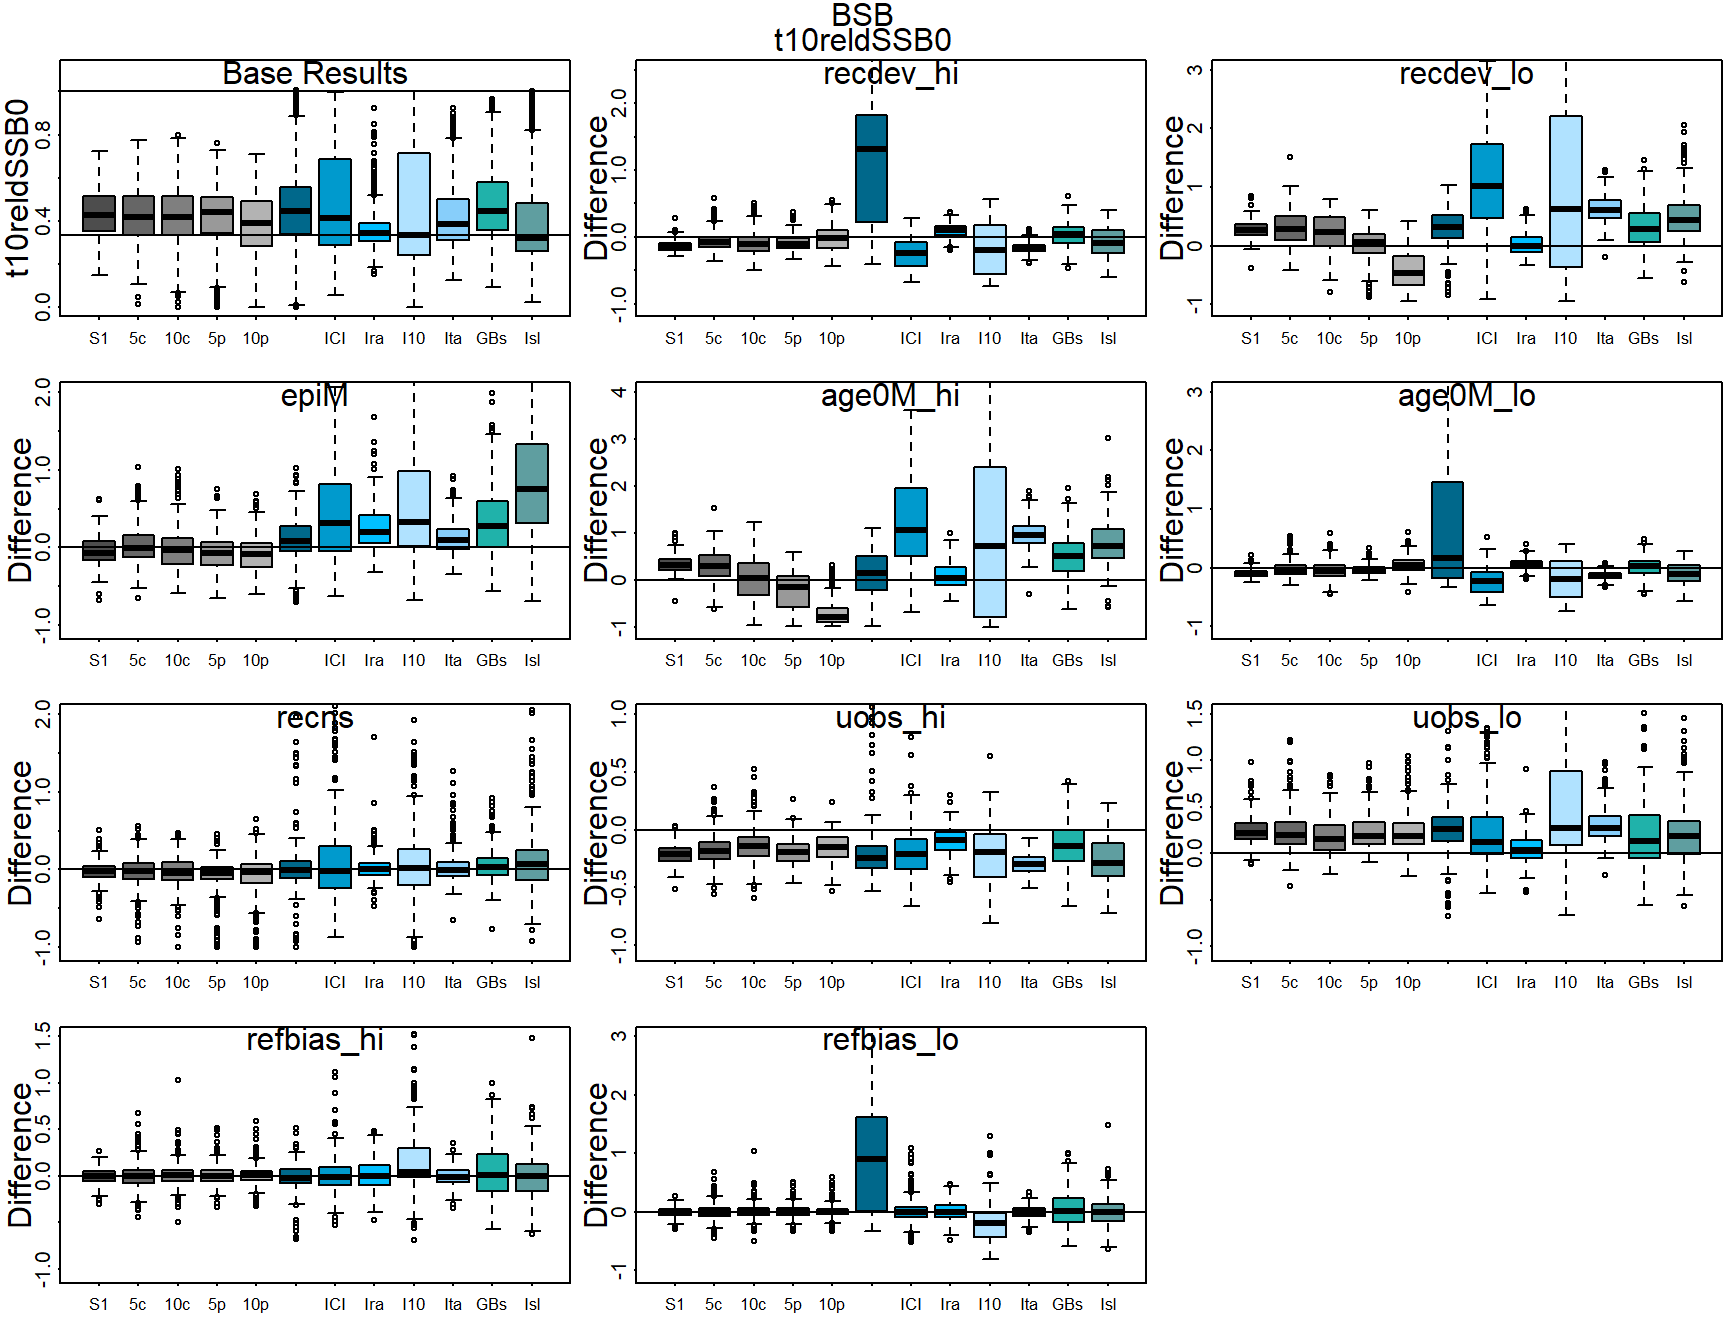 BSB
t10reldSSB0
Base Results
recdev_hi
recdev_lo
t10reldSSB0
0.0 0.4 0.8
Difference
-1.0 0.0 1.0 2.0
Difference
-1 0 1 2 3
S1 5c 10c 5p 10p ICI Ira I10 Ita GBs Isl
S1 5c 10c 5p 10p ICI Ira I10 Ita GBs Isl
S1 5c 10c 5p 10p ICI Ira I10 Ita GBs Isl
epiM
age0M_hi
age0M_lo
Difference
-1.0 0.0 1.0 2.0
Difference
-1 0 1 2 3 4
Difference
-1 0 1 2 3
S1 5c 10c 5p 10p ICI Ira I10 Ita GBs Isl
S1 5c 10c 5p 10p ICI Ira I10 Ita GBs Isl
S1 5c 10c 5p 10p ICI Ira I10 Ita GBs Isl
recns
uobs_hi
uobs_lo
Difference
-1.0 0.0 1.0 2.0
Difference
-1.0 -0.5 0.0 0.5 1.0
Difference
-1.0 0.0 0.5 1.0 1.5
S1 5c 10c 5p 10p ICI Ira I10 Ita GBs Isl
S1 5c 10c 5p 10p ICI Ira I10 Ita GBs Isl
S1 5c 10c 5p 10p ICI Ira I10 Ita GBs Isl
refbias_hi
refbias_lo
Difference
-1.0 0.0 0.5 1.0 1.5
Difference
-1 0 1 2 3
S1 5c 10c 5p 10p ICI Ira I10 Ita GBs Isl
S1 5c 10c 5p 10p ICI Ira I10 Ita GBs Isl